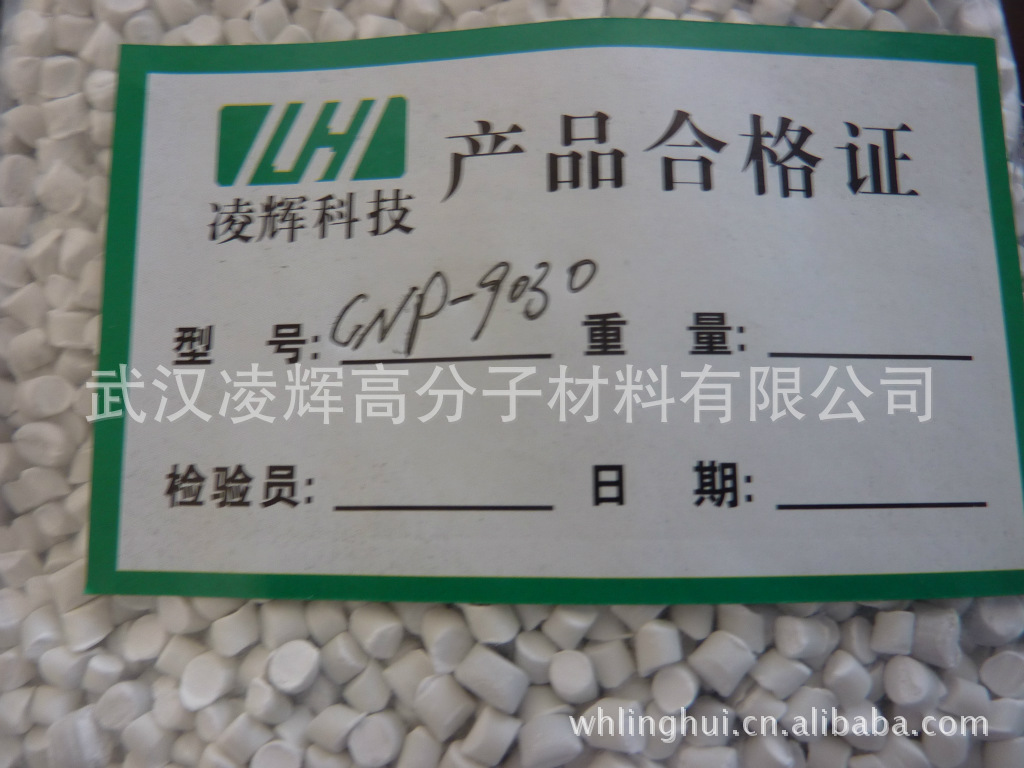 LH
产品合格证
凌辉科技
型号: GNP-9030 重量:
武汉凌辉高分子材料有限公司
检验员: 日期:
whlinghui.cn.alibaba.com